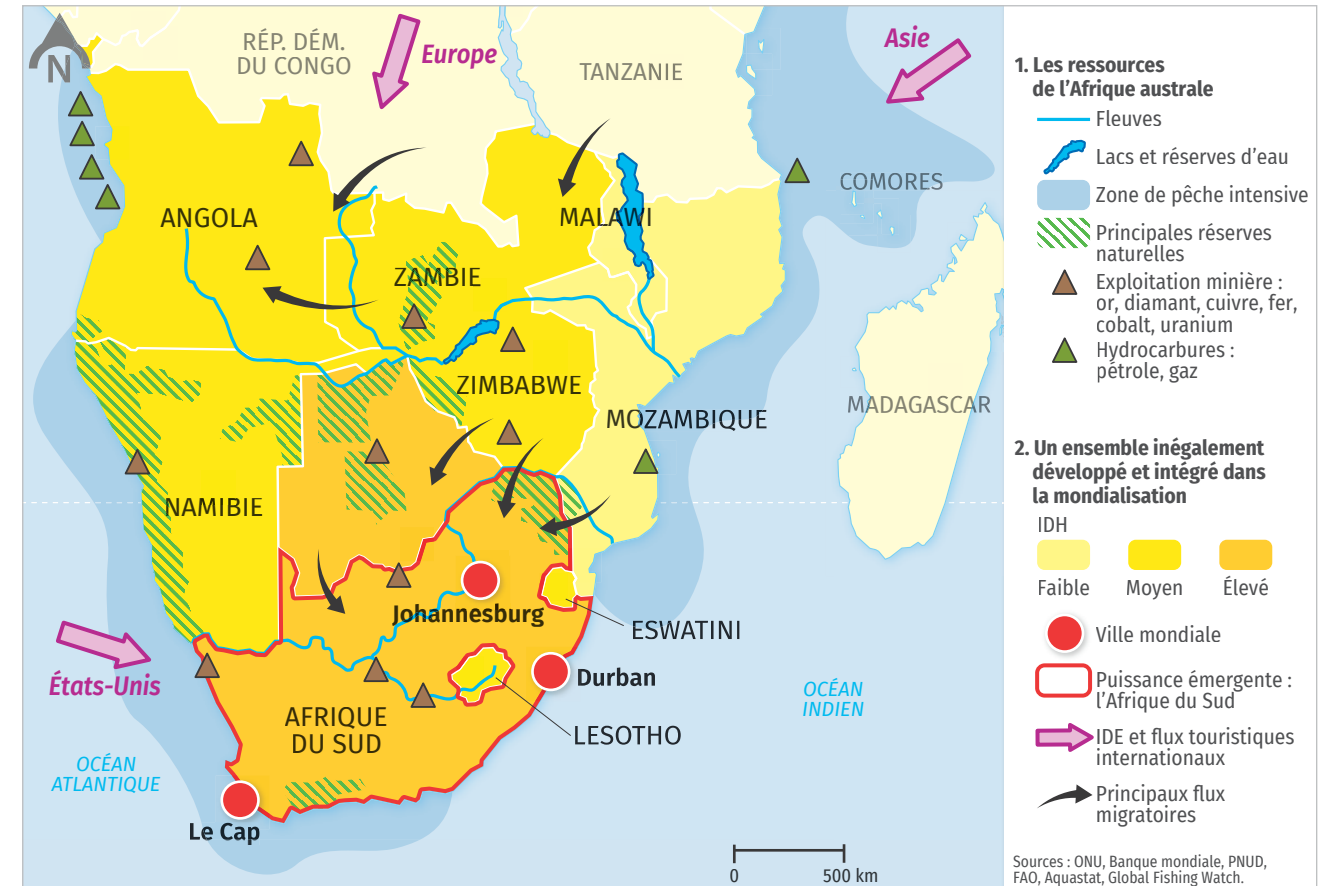 N
RÉP. DÉM.
DU CONGO
Europe
TANZANIE
Asie
COMORES
ANGOLA
MALAWI
ZAMBIE
ZIMBABWE
MOZAMBIQUE
MADAGASCAR
NAMIBIE
Johannesburg
ESWATINI
États-Unis
Durban
OCÉAN
INDIEN
AFRIQUE
DU SUD
LESOTHO
OCÉAN
ATLANTIQUE
Le Cap
0
500 km
1. Les ressources
de l'Afrique australe
Fleuves
Lacs et réserves d'eau
Zone de pêche intensive
Principales réserves
naturelles
Exploitation minière :
or, diamant, cuivre, fer,
cobalt, uranium
Hydrocarbures :
pétrole, gaz
2. Un ensemble inégalement
développé et intégré dans
la mondialisation
IDH
Faible
Moyen
Élevé
Ville mondiale
Puissance émergente :
l'Afrique du Sud
IDE et flux touristiques
internationaux
Principaux flux
migratoires
Sources : ONU, Banque mondiale, PNUD,
FAO, Aquastat, Global Fishing Watch.